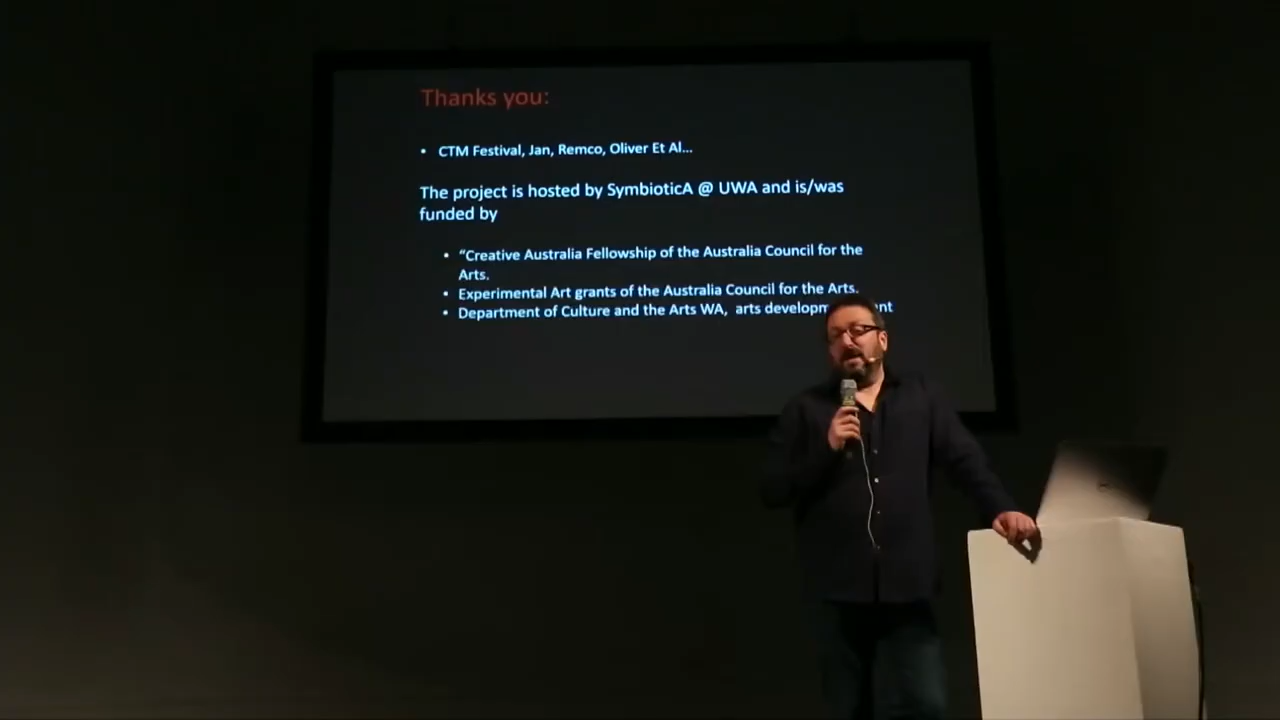 Thanks you:
• CTM Festival, Jan, Remco, Oliver Et Al...
The project is hosted by SymbioticA @ UWA and is/was
funded by
• “Creative Australia Fellowship of the Australia Council for the
Arts.
• Experimental Art grants of the Australia Council for the Arts.
• Department of Culture and the Arts WA, arts